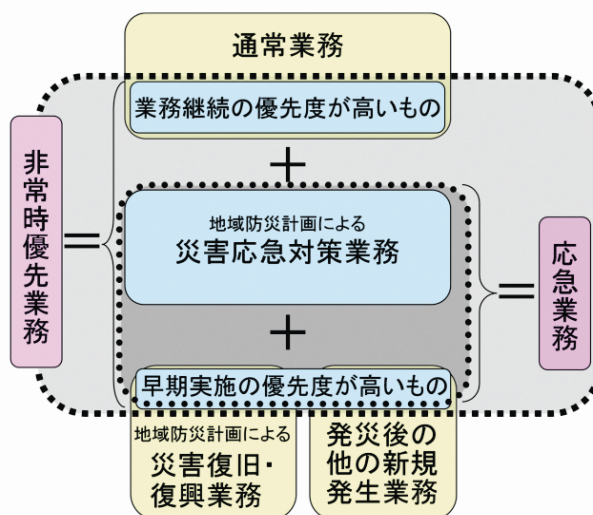 通常業務
業務継続の優先度が高いもの
+
非常時優先業務
=
地域防災計画による
災害応急対策業務
=
応急業務
+
早期実施の優先度が高いもの
地域防災計画による
災害復旧・
復興業務
発災後の
他の新規
発生業務